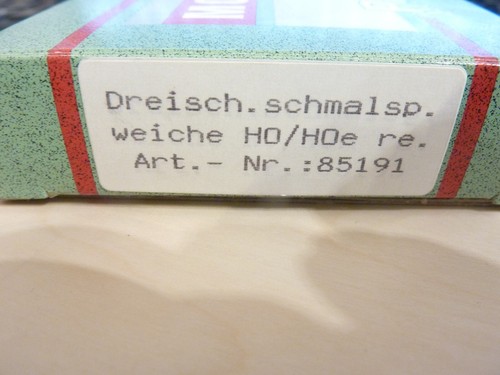 Dreisch.schmalsp.
weiche HO/HOe re.
Art.- Nr.:85191